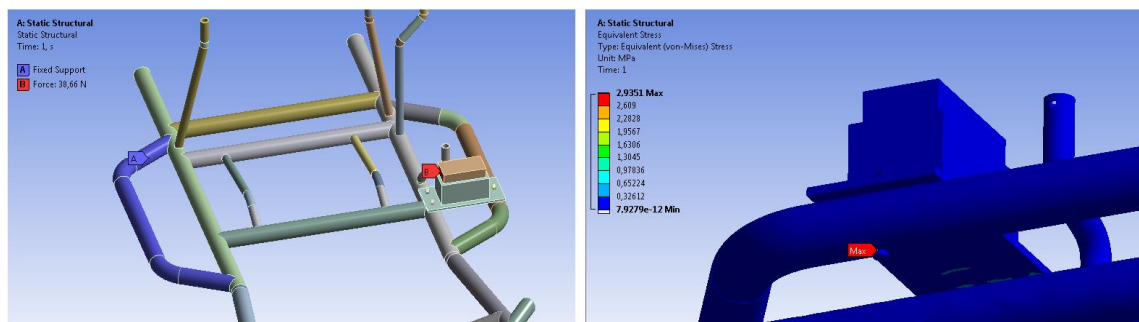 A: Static Structural
Static Structural
Time: 1, s
A Fixed Support
B Force: 38,66 N
A
B
A: Static Structural
Equivalent Stress
Type: Equivalent (von-Mises) Stress
Unit: MPa
Time: 1
2,9351 Max
2,609
2,2828
1,9567
1,6306
1,3045
0,97836
0,65224
0,32612
7,9279e-12 Min
Max